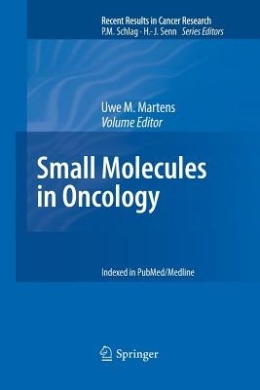 Recent Results in Cancer Research
P.M. Schlag · H.-J. Senn Series Editors
Uwe M. Martens
Volume Editor
Small Molecules
in Oncology
Indexed in PubMed/Medline
Springer